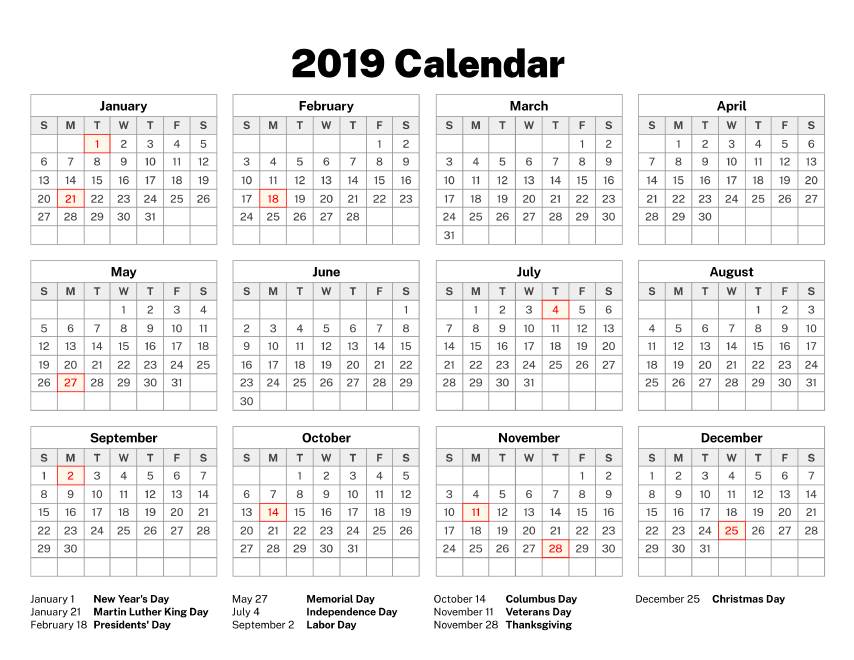 2019 Calendar
January
S M T W T F S
1 2 3 4 5
6 7 8 9 10 11 12
13 14 15 16 17 18 19
20 21 22 23 24 25 26
27 28 29 30 31
February
S M T W T F S
1 2
3 4 5 6 7 8 9
10 11 12 13 14 15 16
17 18 19 20 21 22 23
24 25 26 27 28
March
S M T W T F S
1 2
3 4 5 6 7 8 9
10 11 12 13 14 15 16
17 18 19 20 21 22 23
24 25 26 27 28 29 30
31
April
S M T W T F S
1 2 3 4 5 6
7 8 9 10 11 12 13
14 15 16 17 18 19 20
21 22 23 24 25 26 27
28 29 30
May
S M T W T F S
1 2 3 4
5 6 7 8 9 10 11
12 13 14 15 16 17 18
19 20 21 22 23 24 25
26 27 28 29 30 31
June
S M T W T F S
1
2 3 4 5 6 7 8
9 10 11 12 13 14 15
16 17 18 19 20 21 22
23 24 25 26 27 28 29
30
July
S M T W T F S
1 2 3 4 5 6
7 8 9 10 11 12 13
14 15 16 17 18 19 20
21 22 23 24 25 26 27
28 29 30 31
August
S M T W T F S
1 2 3
4 5 6 7 8 9 10
11 12 13 14 15 16 17
18 19 20 21 22 23 24
25 26 27 28 29 30 31
September
S M T W T F S
1 2 3 4 5 6 7
8 9 10 11 12 13 14
15 16 17 18 19 20 21
22 23 24 25 26 27 28
29 30
October
S M T W T F S
1 2 3 4 5
6 7 8 9 10 11 12
13 14 15 16 17 18 19
20 21 22 23 24 25 26
27 28 29 30 31
November
S M T W T F S
1 2
3 4 5 6 7 8 9
10 11 12 13 14 15 16
17 18 19 20 21 22 23
24 25 26 27 28 29 30
December
S M T W T F S
1 2 3 4 5 6 7
8 9 10 11 12 13 14
15 16 17 18 19 20 21
22 23 24 25 26 27 28
29 30 31
January 1 New Year's Day
January 21 Martin Luther King Day
February 18 Presidents' Day
May 27 Memorial Day
July 4 Independence Day
September 2 Labor Day
October 14 Columbus Day
November 11 Veterans Day
November 28 Thanksgiving
December 25 Christmas Day